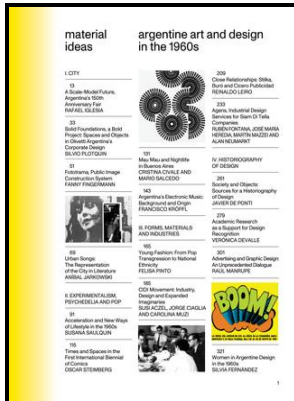 material
ideas
argentine art and design
in the 1960s
I. CITY
13
A Scale-Model Future,
Argentina's 150th
Anniversary Fair
RAFAEL IGLESIA
33
Solid Foundations, a Bold
Project Spaces and Objects
in Olivetti Argentina's
Corporate Design
SILVIO PLOTQUIN
51
Fototrama, Public Image
Construction System
FANNY FINGERMANN
69
Urban Songs:
The Representation
of the City in Literature
ANÍBAL JARKOWSKI
II. EXPERIMENTALISM,
PSYCHEDELIA AND POP
91
Acceleration and New Ways
of Lifestyle in the 1960s
SUSANA SAULQUIN
115
Times and Spaces in the
First International Biennial
of Comics
OSCAR STEIMBERG
131
Mau Mau and Nightlife
in Buenos Aires
CRISTINA CIVALE AND
MARIO SALCEDO
143
Argentina's Electronic Music:
Background and Origin
FRANCISCO KRÖPFL
III. FORMS, MATERIALS
AND INDUSTRIES
165
Young Fashion: From Pop
Transgression to National
Ethnicity
FELISA PINTO
185
CIDI Movement: Industry,
Design and Expanded
Imaginaries
SUSI ACZEL, JORGE CAGLIA
AND CAROLINA MUZI
209
Close Relationships: Stilka,
Buró and Cicero Publicidad
REINALDO LEIRO
233
Agens, Industrial Design
Services for Siam Di Tella
Companies
RUBÉN FONTANA, JOSÉ MARÍA
HEREDIA, MARTÍN MAZZEI AND
ALAN NEUMARKT
IV. HISTORIOGRAPHY
OF DESIGN
261
Society and Objects:
Sources for a Historiography
of Design
JAVIER DE PONTI
279
Academic Research
as a Support for Design
Recognition
VERÓNICA DEVALLE
301
Advertising and Graphic Design
An Unprecedented Dialogue
RAÚL MANRUPE
BOOM!
321
Women in Argentine Design
in the 1960s
SILVIA FERNÁNDEZ
1